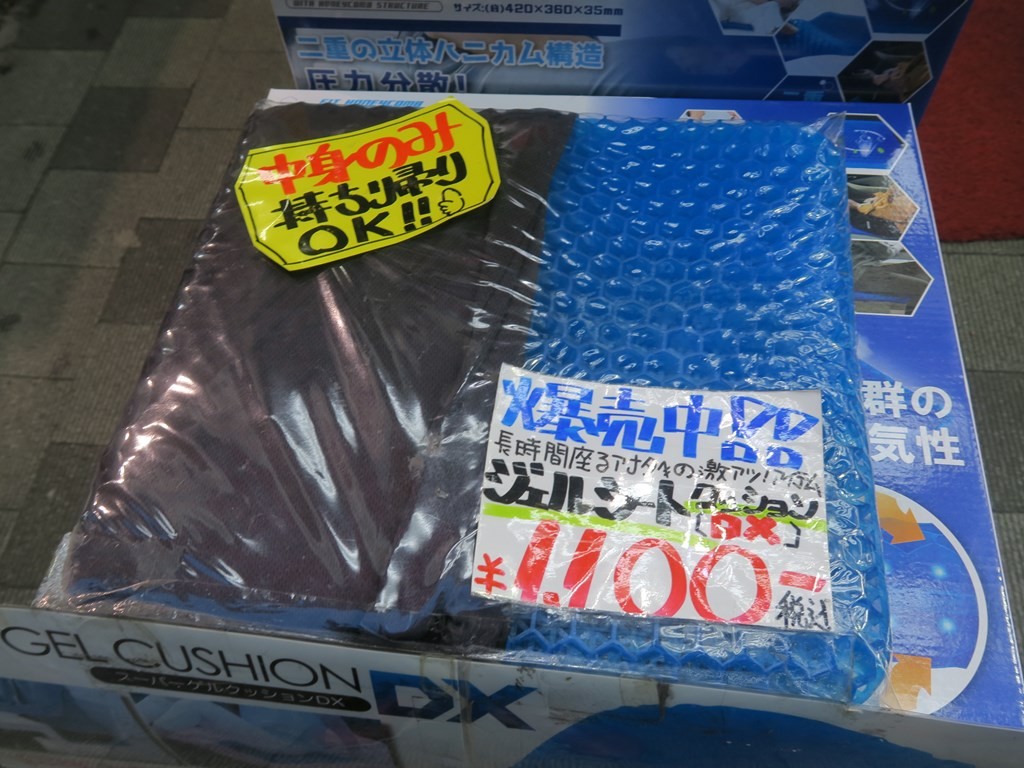 WITH HONEYCOMB STRUCTURE
サイズ:(約)420×360×35mm
二重の立体ハニカム構造
圧力分散!
中身のみ
持ち帰り
OK!!
群の
気性
爆売中!!
長時間座るアナタへの激アツ!アイテム
ジェルシートクッション
[DX]
¥1,100-
税込
GEL CUSHION DX
スーパーゲルクッションDX